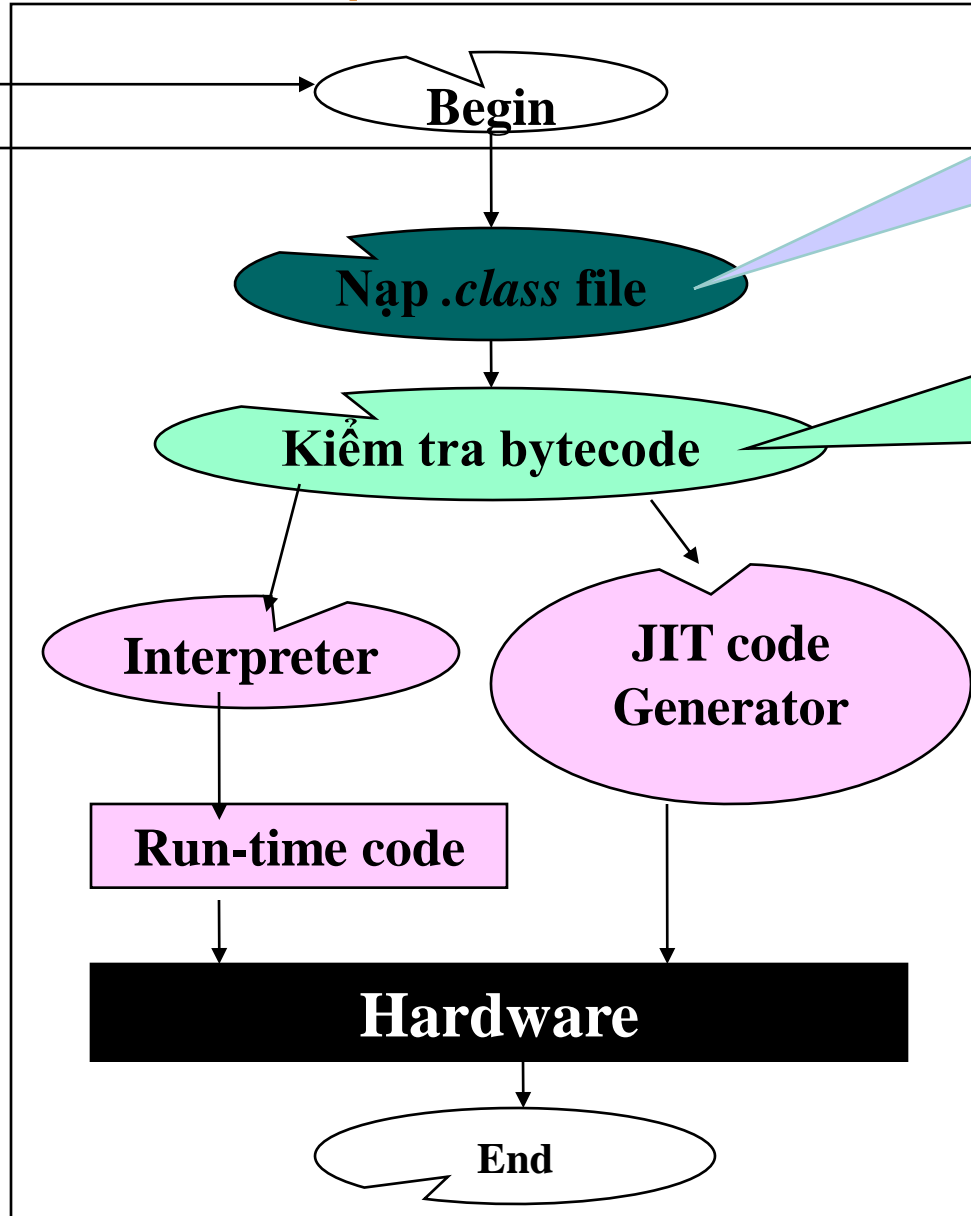 Begin
Nạp .class file
Kiểm tra bytecode
Interpreter
JIT code
Generator
Run-time code
Hardware
End